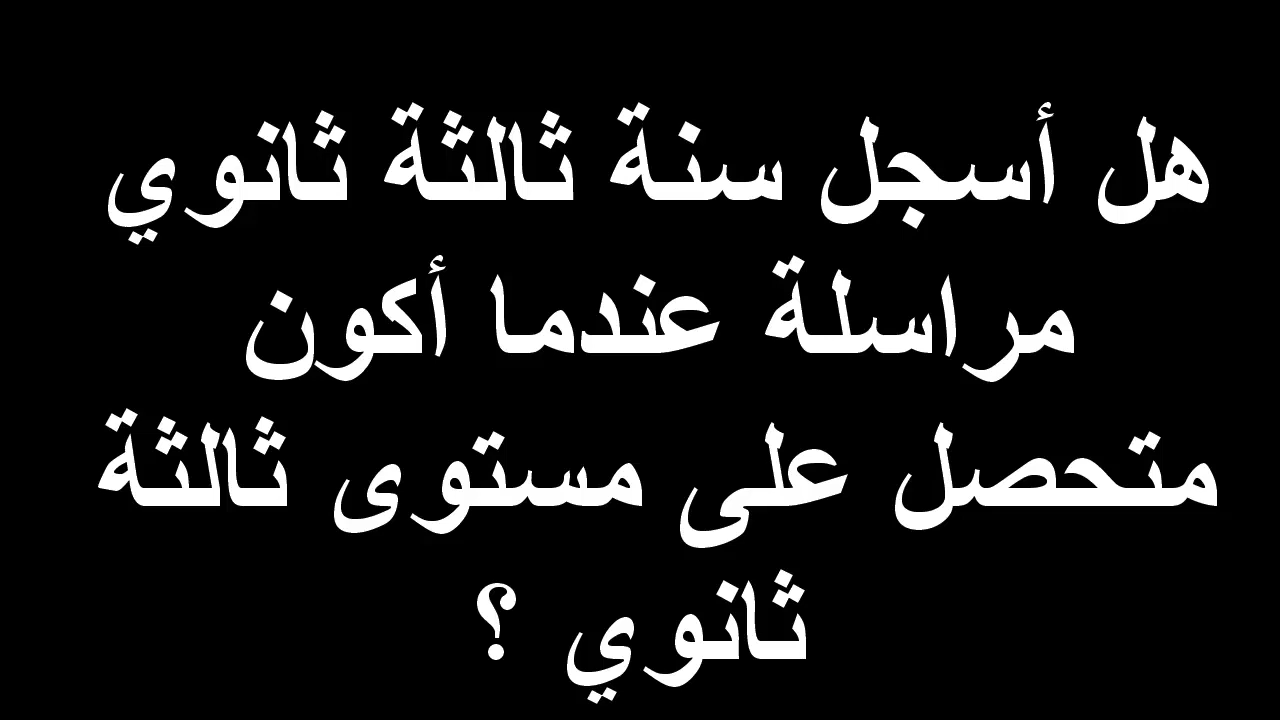 هل أسجل سنة ثالثة ثانوي
مراسلة عندما أكون
متحصل على مستوى ثالثة
ثانوي ؟